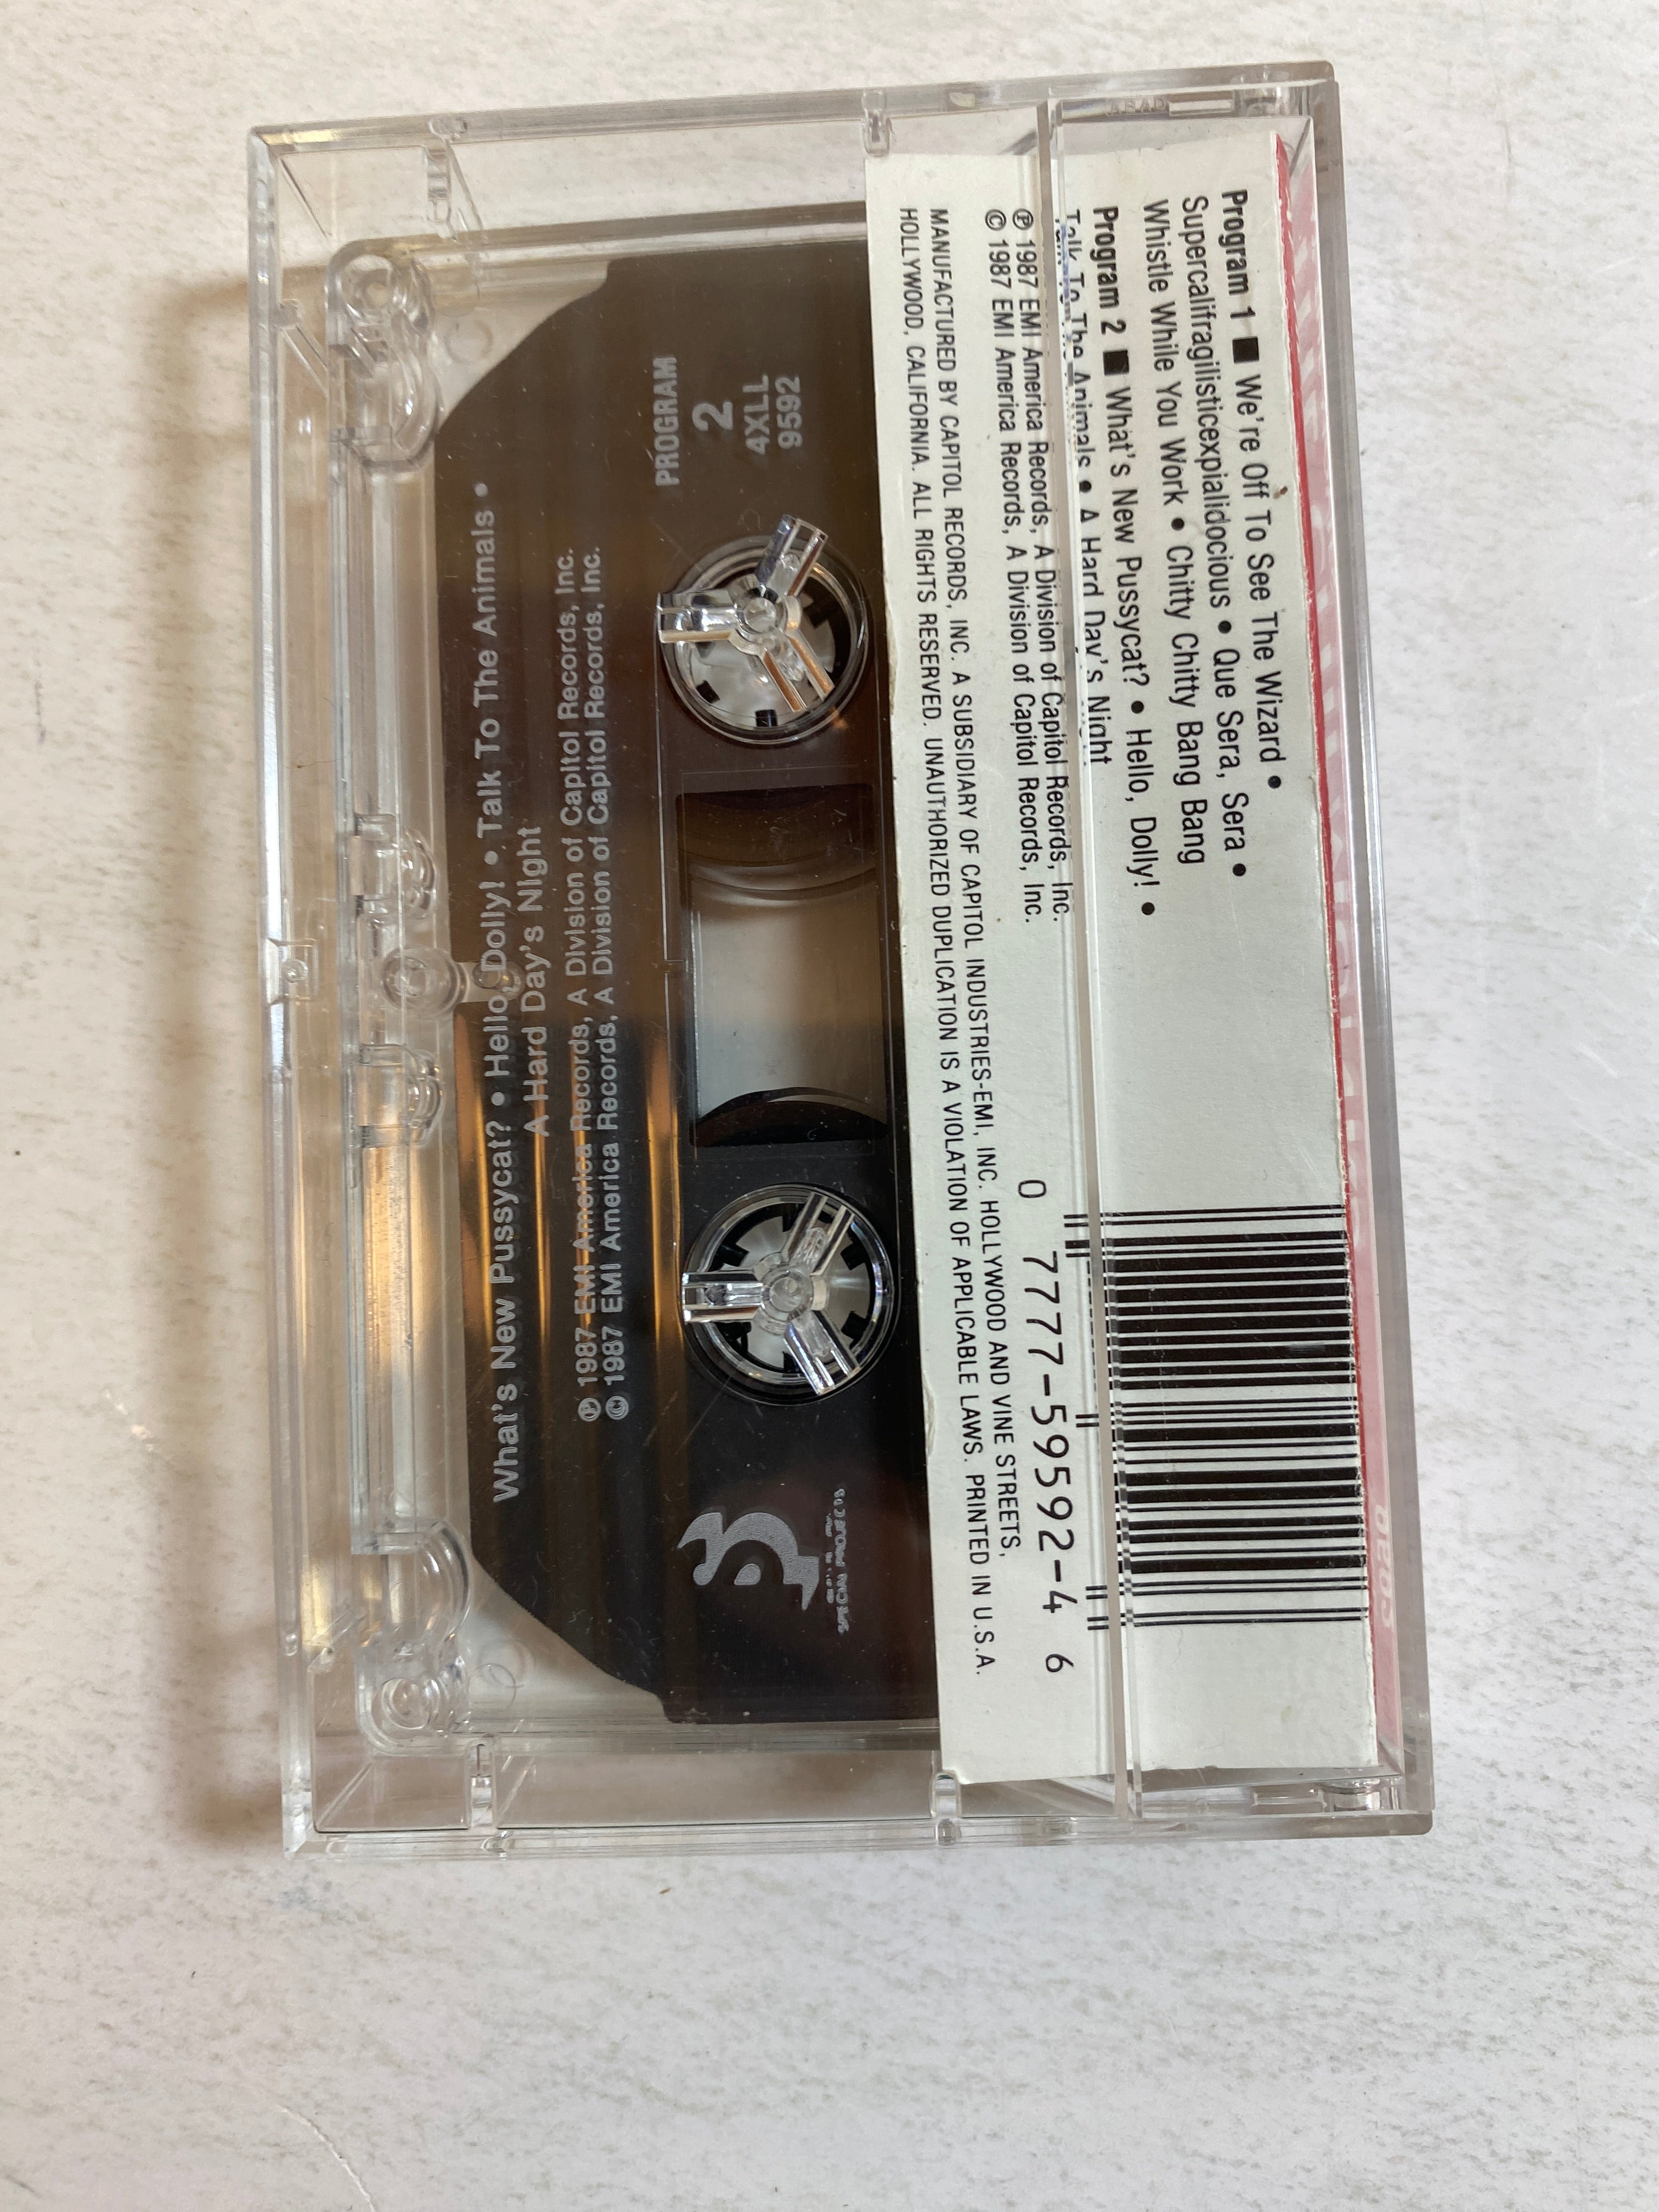 Program 1 ■ We're Off To See The Wizard •
Supercalifragilisticexpialidocious • Que Sera, Sera •
Whistle While You Work • Chitty Chitty Bang Bang
Program 2 ■ What's New Pussycat? • Hello, Dolly! •
Talk To The Animals • A Hard Day's Night
℗ 1987 EMI America Records, A Division of Capitol Records, Inc.
© 1987 EMI America Records, A Division of Capitol Records, Inc.
MANUFACTURED BY CAPITOL RECORDS, INC. A SUBSIDIARY OF CAPITOL INDUSTRIES-EMI, INC. HOLLYWOOD AND VINE STREETS,
HOLLYWOOD, CALIFORNIA. ALL RIGHTS RESERVED. UNAUTHORIZED DUPLICATION IS A VIOLATION OF APPLICABLE LAWS. PRINTED IN U.S.A.
0 7777-59592-4 6
What's New Pussycat? • Hello, Dolly! • Talk To The Animals •
A Hard Day's Night
℗ 1987 EMI America Records, A Division of Capitol Records, Inc.
© 1987 EMI America Records, A Division of Capitol Records, Inc.
PROGRAM
2
4XLL
9592